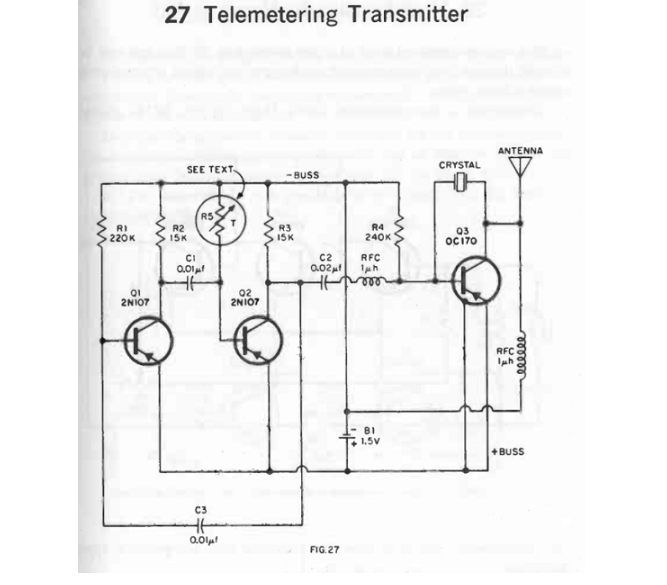 27 Telemetering Transmitter
ANTENNA
SEE TEXT
-BUSS
CRYSTAL
R1
220K
R2
15K
R5
T
R3
15K
R4
240K
Q3
OC170
C1
0.01µf
C2
0.02µf
RFC
1µh
Q1
2N107
Q2
2N107
RFC
1µh
- B1
+ 1.5V
+BUSS
C3
0.01µf
FIG.27